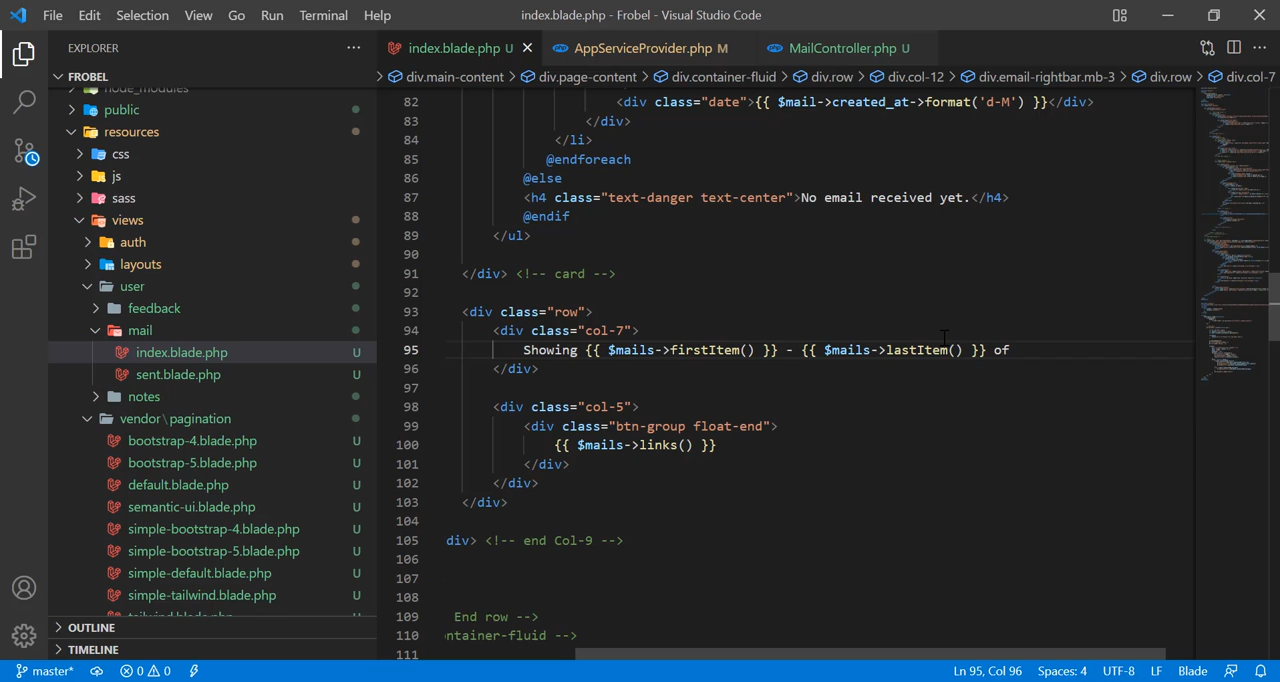 File Edit Selection View Go Run Terminal Help index.blade.php - Frobel - Visual Studio Code
EXPLORER
index.blade.php U AppServiceProvider.php M MailController.php U
div.main-content > div.page-content > div.container-fluid > div.row > div.col-12 > div.email-rightbar.mb-3 > div.row > div.col-7
FROBEL
node_modules
public
resources
css
js
sass
views
auth
layouts
user
feedback
mail
index.blade.php U
sent.blade.php U
notes
vendor\pagination
bootstrap-4.blade.php U
bootstrap-5.blade.php U
default.blade.php U
semantic-ui.blade.php U
simple-bootstrap-4.blade.php U
simple-bootstrap-5.blade.php U
simple-default.blade.php U
simple-tailwind.blade.php U
tailwind.blade.php U
OUTLINE
TIMELINE
82 <div class="date">{{ $mail->created_at->format('d-M') }}</div>
83 </div>
84 </li>
85 @endforeach
86 @else
87 <h4 class="text-danger text-center">No email received yet.</h4>
88 @endif
89 </ul>
90
91 </div> <!-- card -->
92
93 <div class="row">
94 <div class="col-7">
95 Showing {{ $mails->firstItem() }} - {{ $mails->lastItem() }} of
96 </div>
97
98 <div class="col-5">
99 <div class="btn-group float-end">
100 {{ $mails->links() }}
101 </div>
102 </div>
103 </div>
104
105 div> <!-- end Col-9 -->
106
107
108
109 End row -->
110 ntainer-fluid -->
111
master* 0 0 Ln 95, Col 96 Spaces: 4 UTF-8 LF Blade